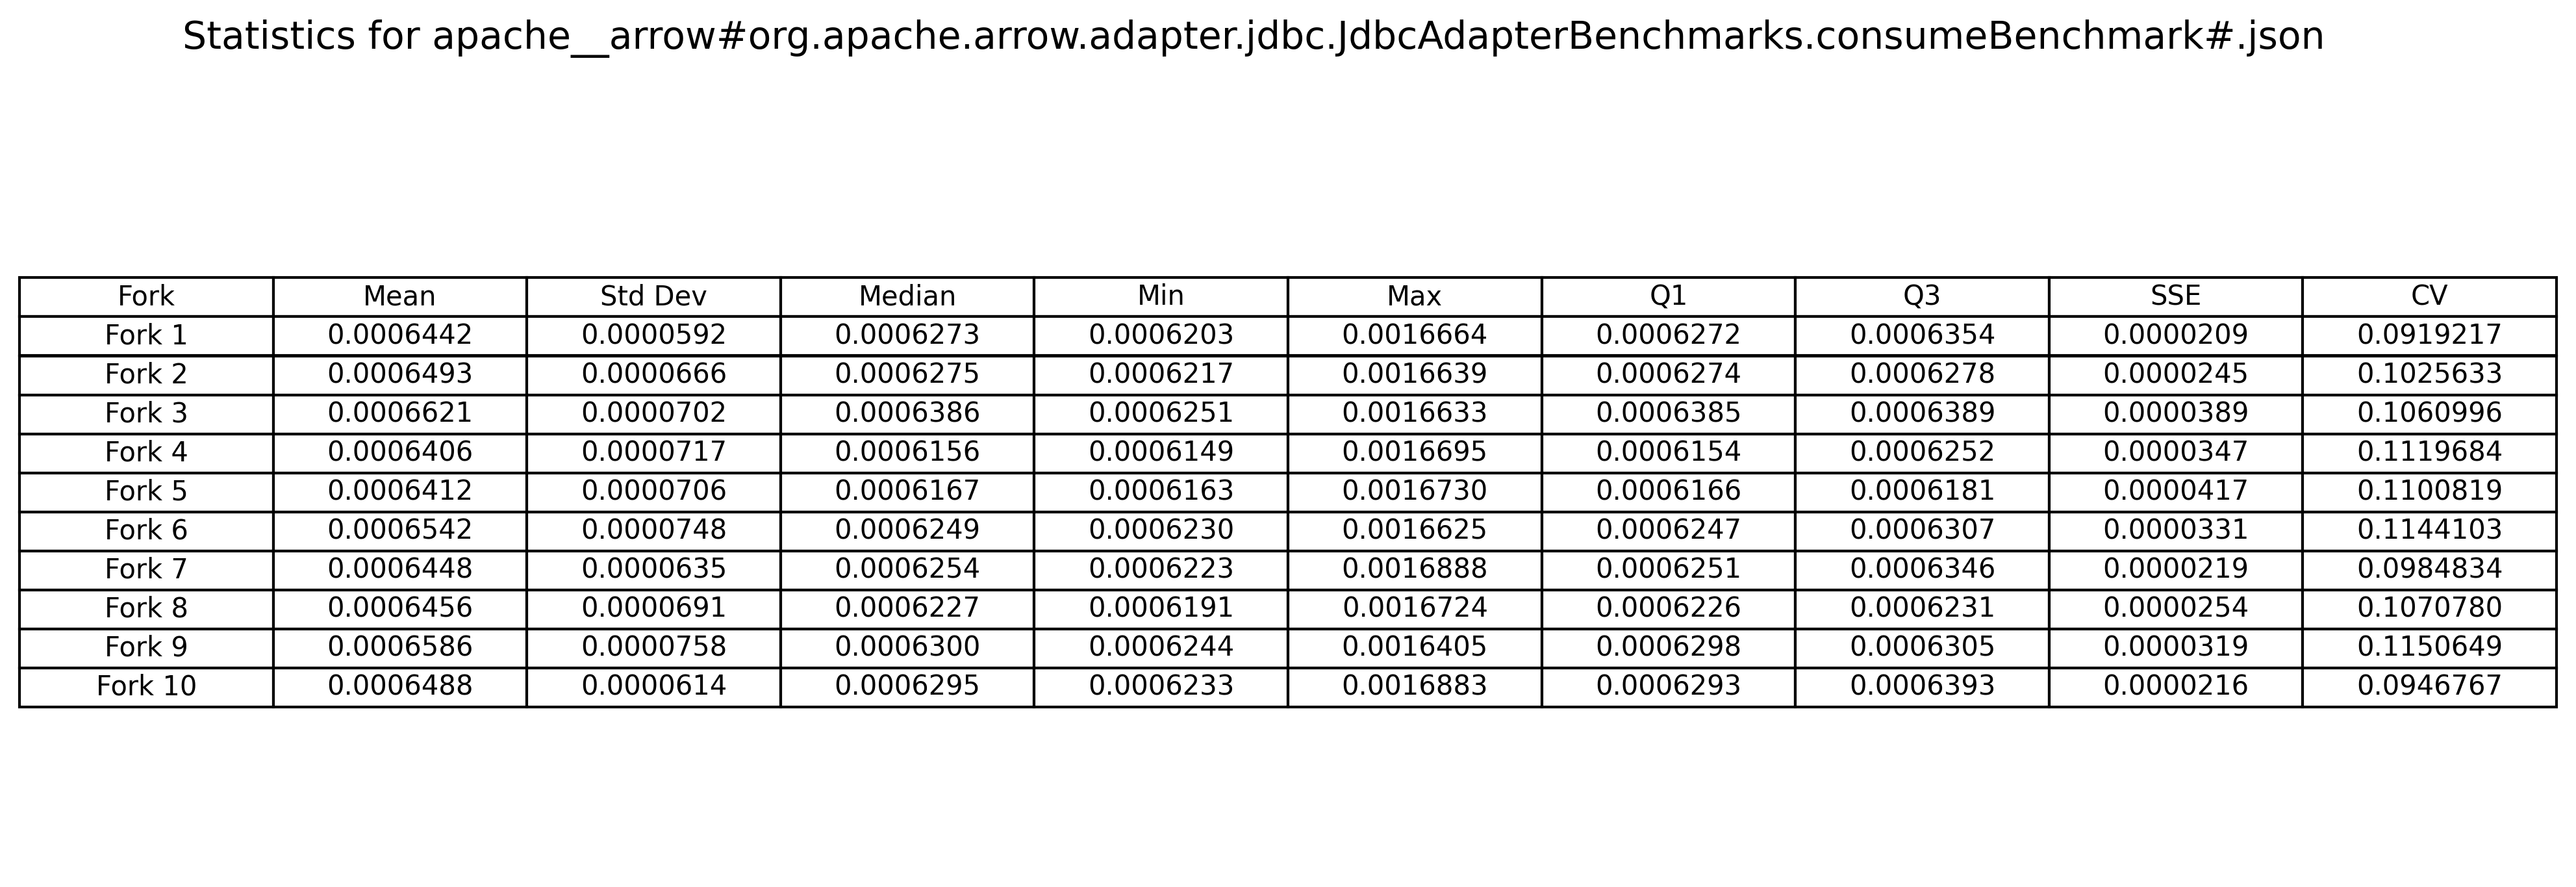 Statistics for apache__arrow#org.apache.arrow.adapter.jdbc.JdbcAdapterBenchmarks.consumeBenchmark#.json
Fork Mean Std Dev Median Min Max Q1 Q3 SSE CV
Fork 1 0.0006442 0.0000592 0.0006273 0.0006203 0.0016664 0.0006272 0.0006354 0.0000209 0.0919217
Fork 2 0.0006493 0.0000666 0.0006275 0.0006217 0.0016639 0.0006274 0.0006278 0.0000245 0.1025633
Fork 3 0.0006621 0.0000702 0.0006386 0.0006251 0.0016633 0.0006385 0.0006389 0.0000389 0.1060996
Fork 4 0.0006406 0.0000717 0.0006156 0.0006149 0.0016695 0.0006154 0.0006252 0.0000347 0.1119684
Fork 5 0.0006412 0.0000706 0.0006167 0.0006163 0.0016730 0.0006166 0.0006181 0.0000417 0.1100819
Fork 6 0.0006542 0.0000748 0.0006249 0.0006230 0.0016625 0.0006247 0.0006307 0.0000331 0.1144103
Fork 7 0.0006448 0.0000635 0.0006254 0.0006223 0.0016888 0.0006251 0.0006346 0.0000219 0.0984834
Fork 8 0.0006456 0.0000691 0.0006227 0.0006191 0.0016724 0.0006226 0.0006231 0.0000254 0.1070780
Fork 9 0.0006586 0.0000758 0.0006300 0.0006244 0.0016405 0.0006298 0.0006305 0.0000319 0.1150649
Fork 10 0.0006488 0.0000614 0.0006295 0.0006233 0.0016883 0.0006293 0.0006393 0.0000216 0.0946767